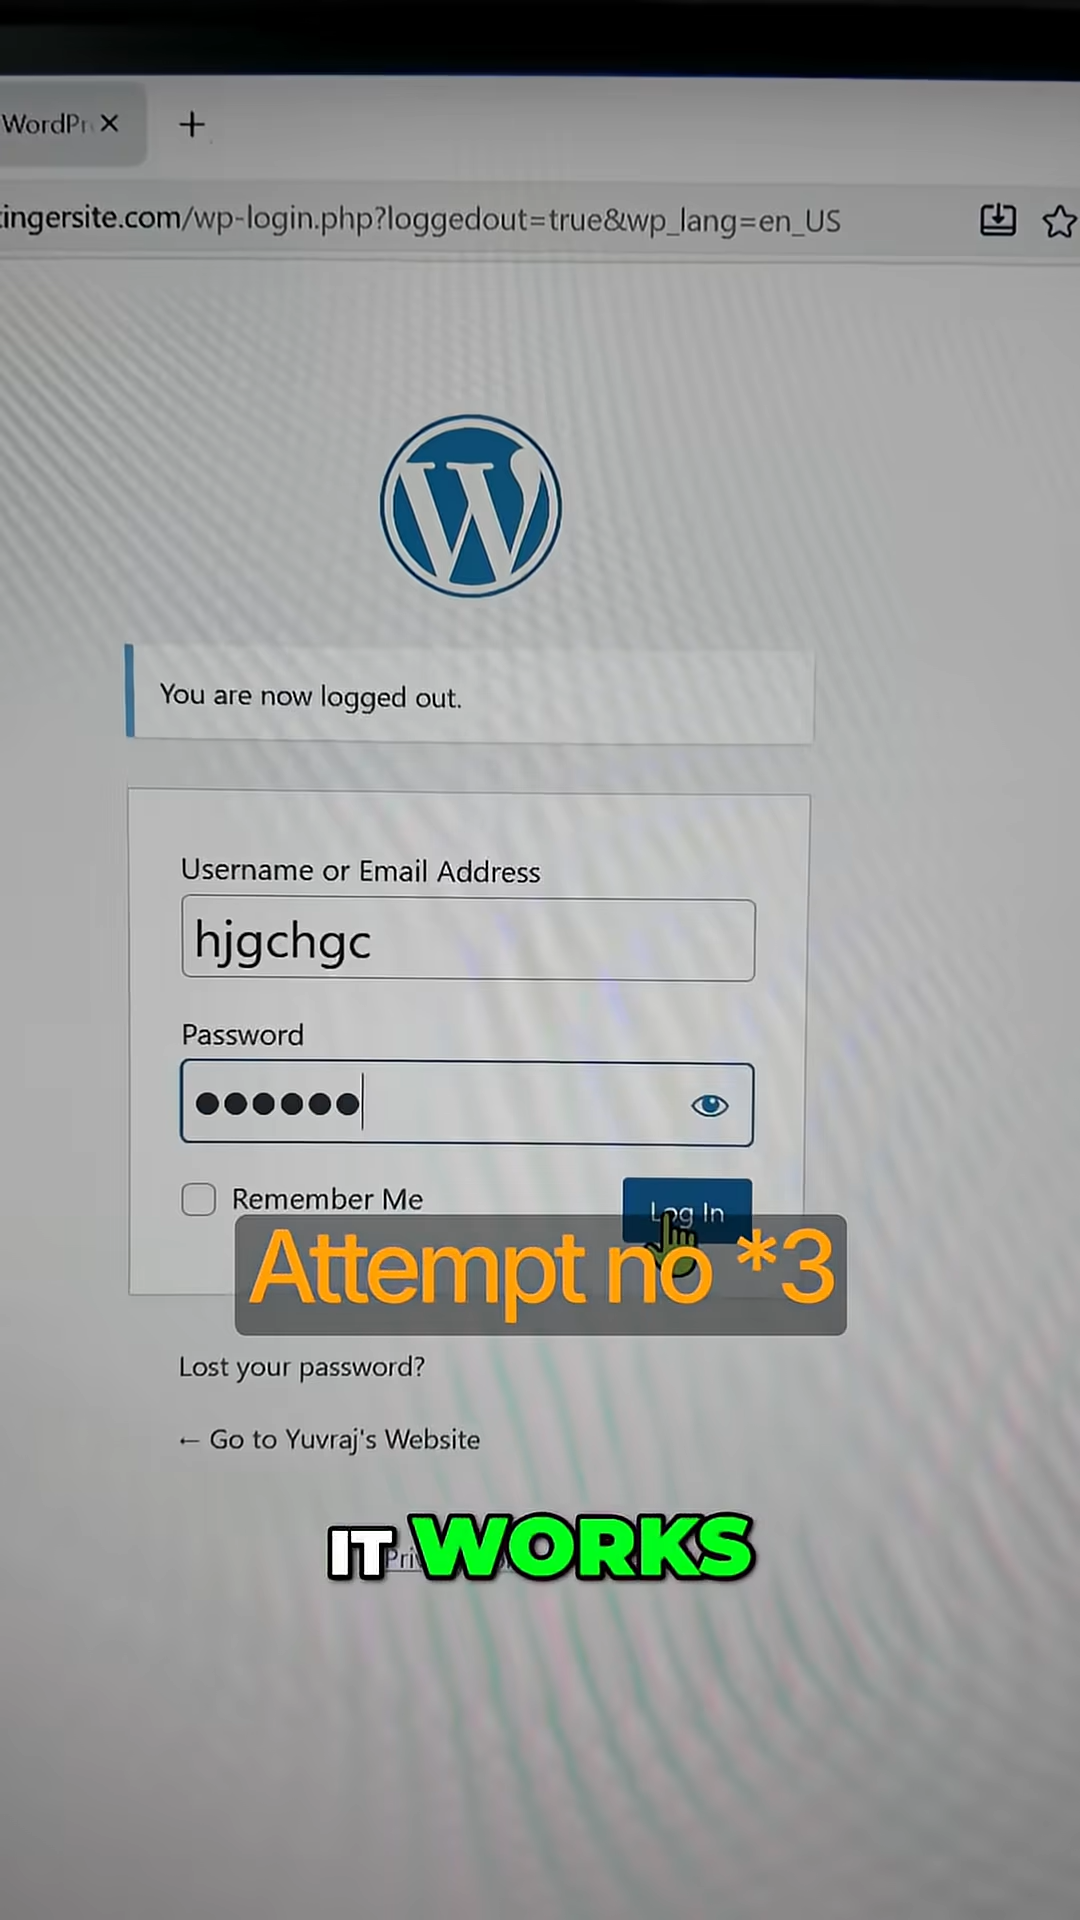 WordPr
ingersite.com/wp-login.php?loggedout=true&wp_lang=en_US
You are now logged out.
Username or Email Address
hjgchgc
Password
Remember Me
Log In
Attempt no *3
Lost your password?
← Go to Yuvraj's Website
IT WORKS